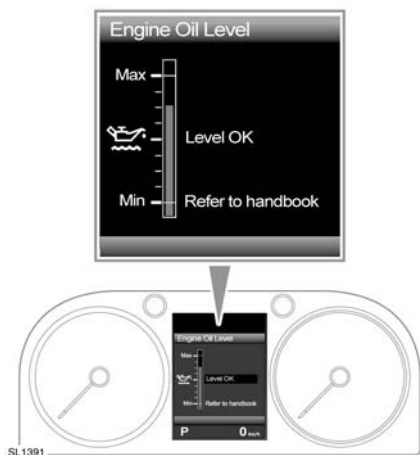 Engine Oil Level
Max
Level OK
Min
Refer to handbook
Engine Oil Level
Max
Level OK
Min
Refer to handbook
P 0 km/h
SL1391